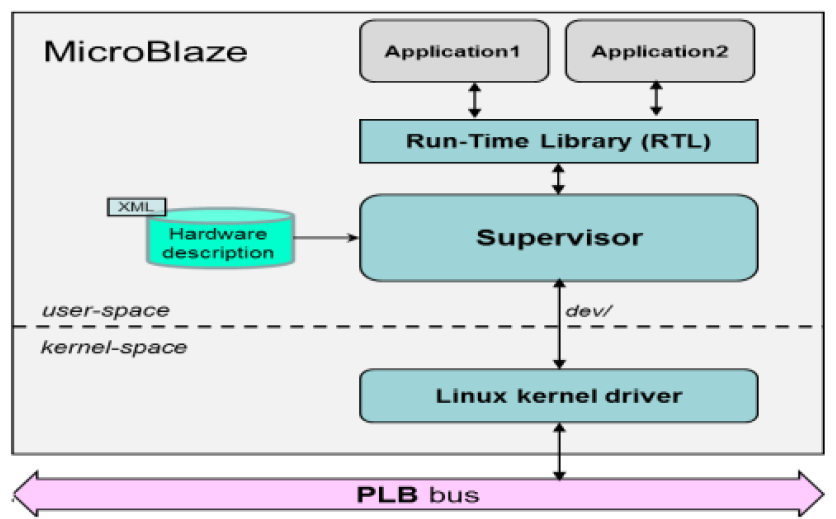 MicroBlaze
Application1
Application2
Run-Time Library (RTL)
XML
Hardware
description
Supervisor
user-space
dev/
kernel-space
Linux kernel driver
PLB bus